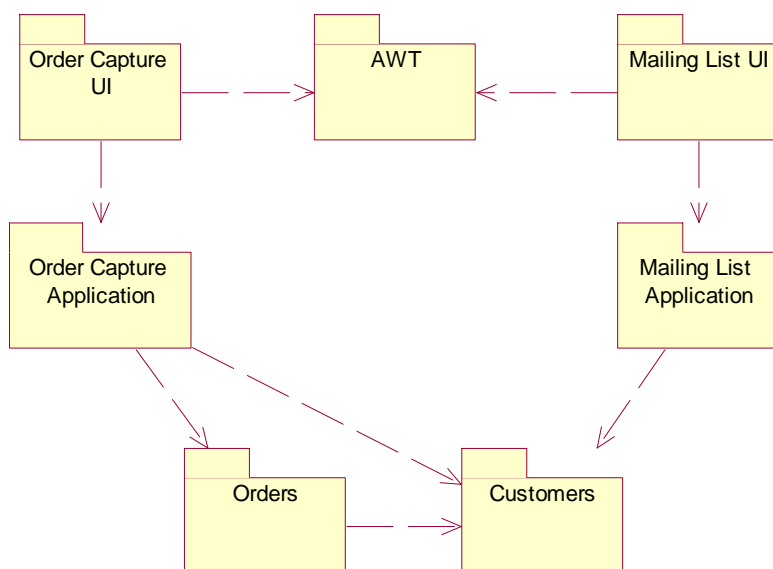 Order Capture
UI
AWT
Mailing List UI
Order Capture
Application
Mailing List
Application
Orders
Customers